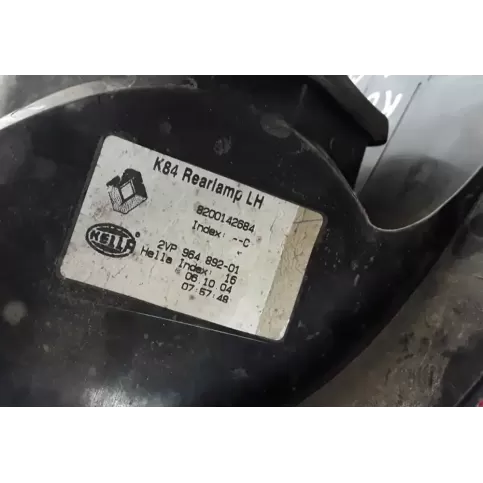 K84 Rearlamp LH
8200142684
Index: --C
HELLA
2VP 964 892-01
Hella Index: 16
06.10.04
07:57:48